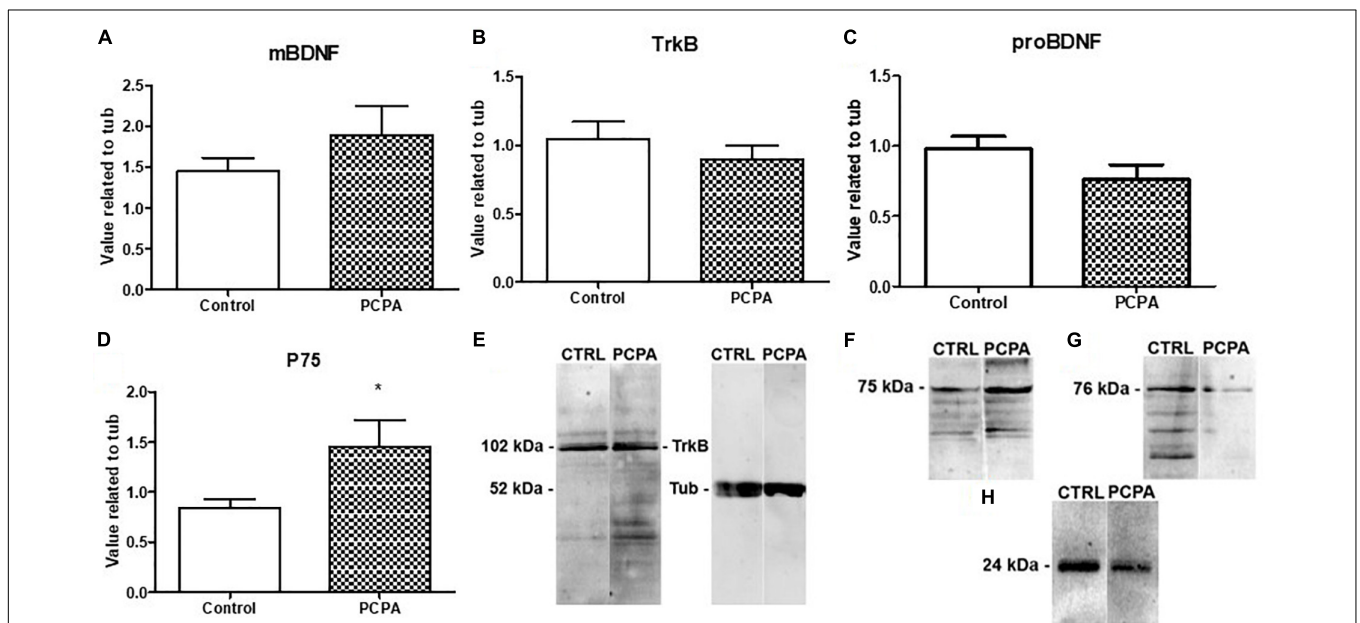 A
mBDNF
Value related to tub
2.5
2.0
1.5
1.0
0.5
0.0
Control PCPA
B
TrkB
Value related to tub
1.5
1.0
0.5
0.0
Control PCPA
C
proBDNF
Value related to tub
1.5
1.0
0.5
0.0
Control PCPA
D
P75
Value related to tub
2.0
1.5
1.0
0.5
0.0
*
Control PCPA
E
CTRL PCPA CTRL PCPA
102 kDa - - TrkB
52 kDa - Tub -
F
CTRL PCPA
75 kDa -
G
CTRL PCPA
76 kDa -
H
CTRL PCPA
24 kDa -